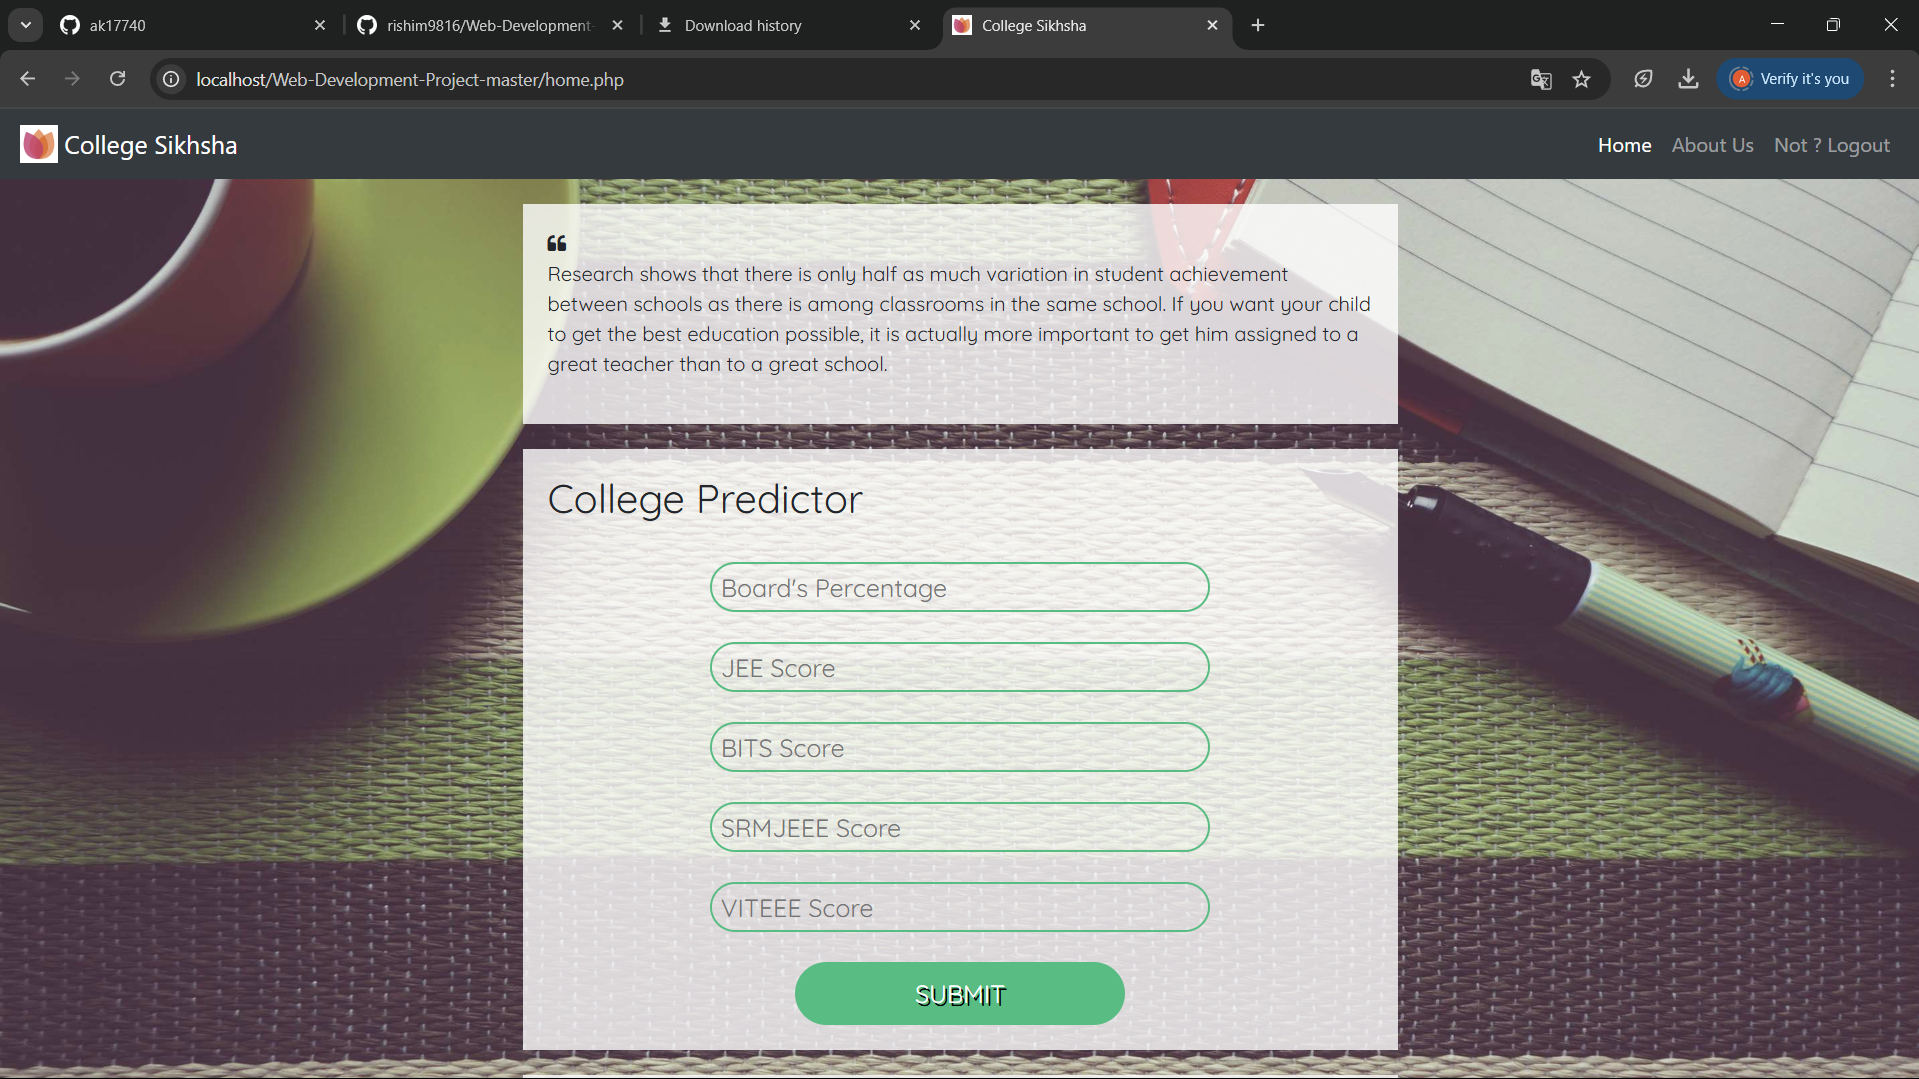 ak17740
rishim9816/Web-Development-
Download history
College Sikhsha
localhost/Web-Development-Project-master/home.php
A
Verify it's you
College Sikhsha
Home
About Us
Not ? Logout
❝
Research shows that there is only half as much variation in student achievement
between schools as there is among classrooms in the same school. If you want your child
to get the best education possible, it is actually more important to get him assigned to a
great teacher than to a great school.
College Predictor
Board's Percentage
JEE Score
BITS Score
SRMJEEE Score
VITEEE Score
SUBMIT